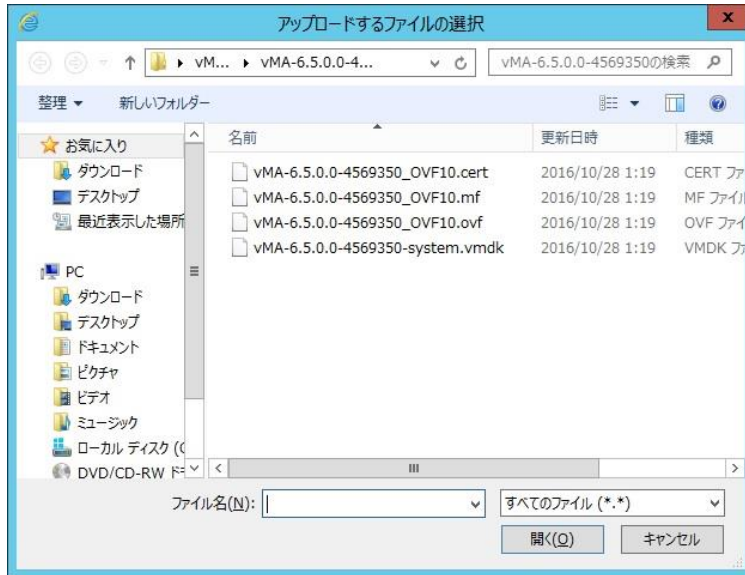 アップロードするファイルの選択
x
vM... vMA-6.5.0.0-4... vMA-6.5.0.0-4569350の検索
整理 新しいフォルダー
お気に入り
ダウンロード
デスクトップ
最近表示した場所
PC
ダウンロード
デスクトップ
ドキュメント
ピクチャ
ビデオ
ミュージック
ローカル ディスク (C
DVD/CD-RW ド
名前 更新日時 種類
vMA-6.5.0.0-4569350_OVF10.cert 2016/10/28 1:19 CERT ファ
vMA-6.5.0.0-4569350_OVF10.mf 2016/10/28 1:19 MF ファイル
vMA-6.5.0.0-4569350_OVF10.ovf 2016/10/28 1:19 OVF ファイ
vMA-6.5.0.0-4569350-system.vmdk 2016/10/28 1:19 VMDK ファ
ファイル名(N): すべてのファイル (*.*)
開く(O) キャンセル